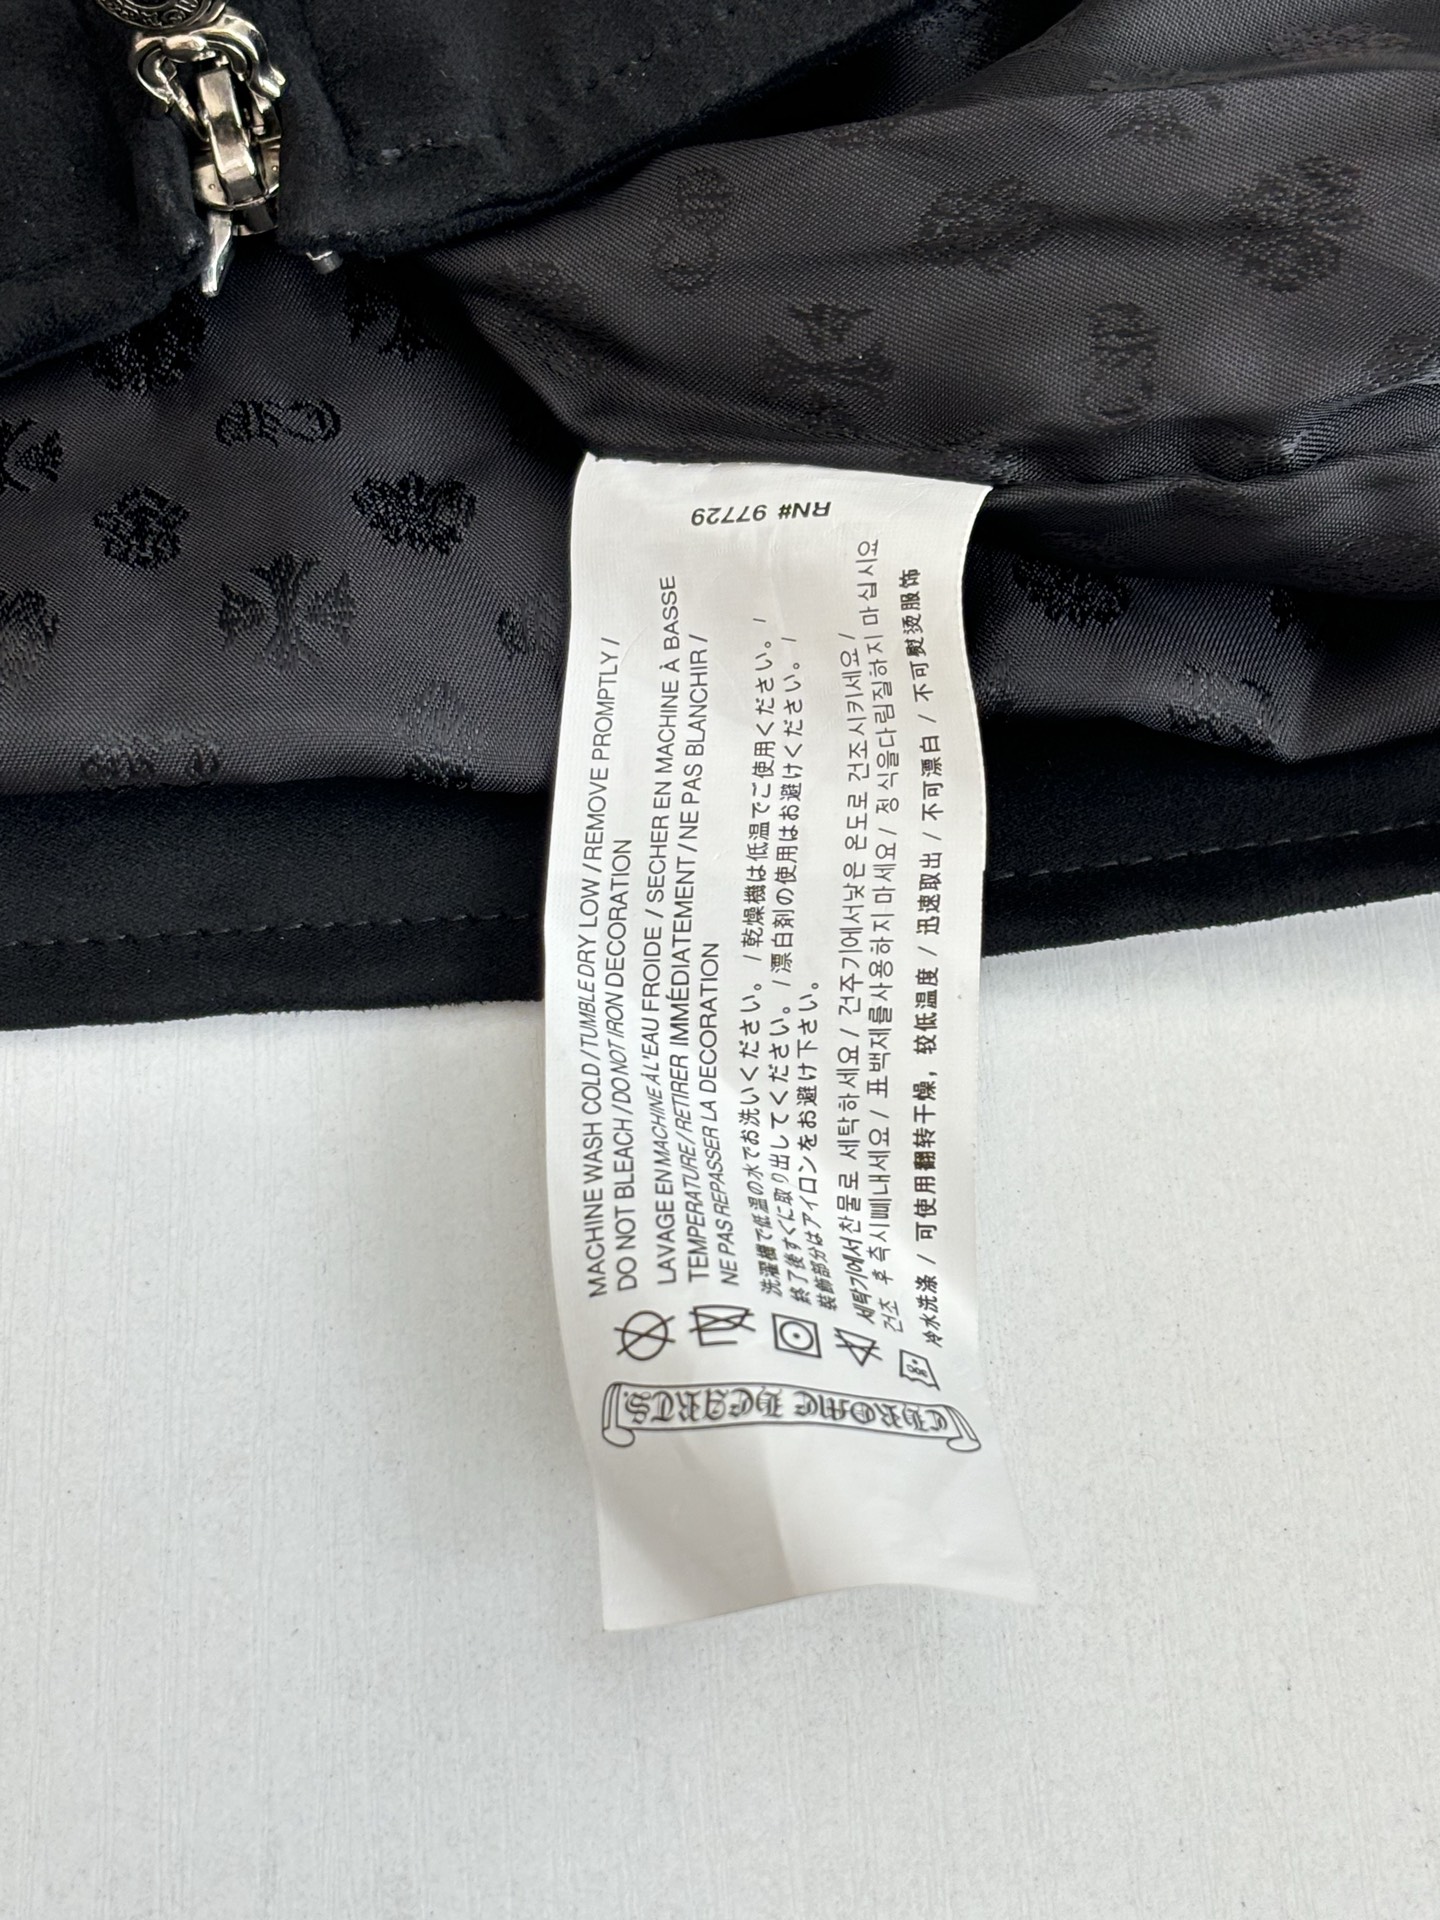 RN# 97729
MACHINE WASH COLD / TUMBLE DRY LOW / REMOVE PROMPTLY /
DO NOT BLEACH / DO NOT IRON DECORATION
LAVAGE EN MACHINE À L'EAU FROIDE / SECHER EN MACHINE À BASSE
TEMPERATURE / RETIRER IMMÉDIATEMENT / NE PAS BLANCHIR /
NE PAS REPASSER LA DECORATION
洗濯機で低温の水でお洗いください。 / 乾燥機は低温でご使用ください。 /
終了後すぐに取り出してください。 / 漂白剤の使用はお避けください。 /
装飾部分はアイロンをお避け下さい。
세탁기에서찬물로 세탁하세요 / 건주기에서낮은 온도로 건조시키세요 /
건조 후즉시빼내세요 / 표백제를사용하지마세요 / 정식을다림질하지 마십시요
冷水洗涤 / 可使用翻转干燥，较低温度 / 迅速取出 / 不可漂白 / 不可熨烫服饰
CHROME HEARTS